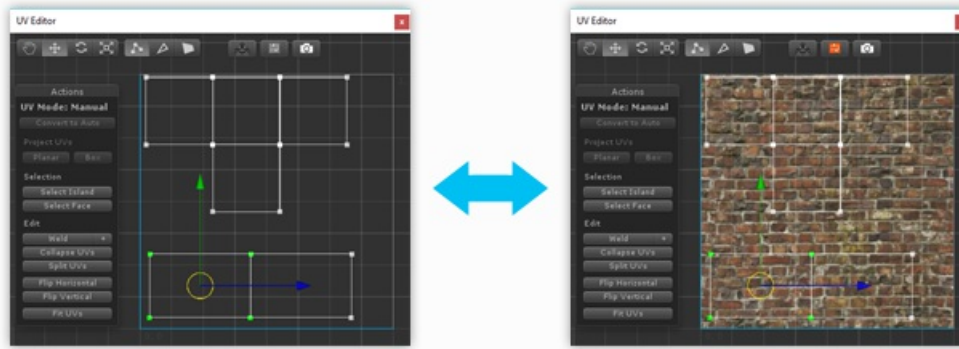 UV Editor
x
Actions
UV Mode: Manual
Convert to Auto
Project UVs
Planar Box
Selection
Select Island
Select Face
Edit
Weld +
Collapse UVs
Split UVs
Flip Horizontal
Flip Vertical
Fit UVs
UV Editor
Actions
UV Mode: Manual
Convert to Auto
Project UVs
Planar Box
Selection
Select Island
Select Face
Edit
Weld +
Collapse UVs
Split UVs
Flip Horizontal
Flip Vertical
Fit UVs